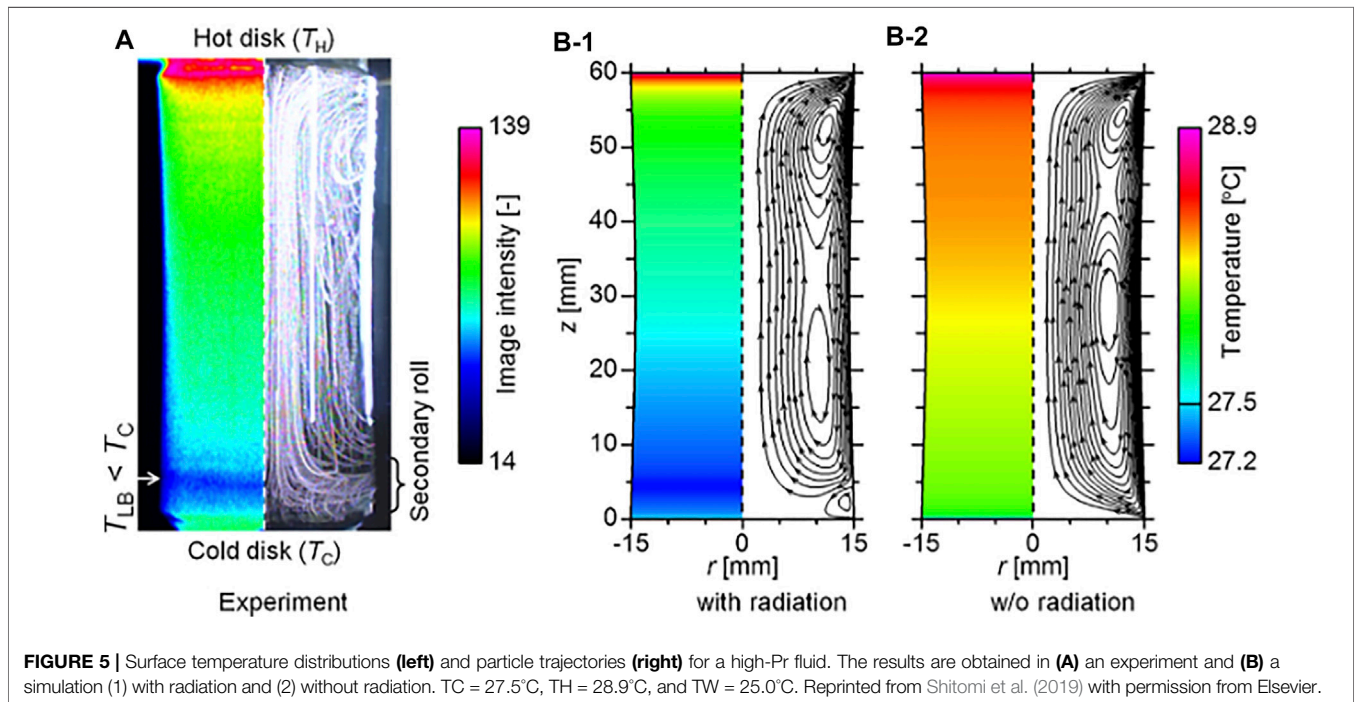 A
Hot disk (T_H)
139
Image intensity [-]
14
T_LB < T_C
Secondary roll
Cold disk (T_C)
Experiment
B-1
60
50
40
30
20
10
0
z [mm]
-15
0
15
r [mm]
with radiation
B-2
-15
0
15
r [mm]
w/o radiation
28.9
Temperature [°C]
27.5
27.2
FIGURE 5 | Surface temperature distributions (left) and particle trajectories (right) for a high-Pr fluid. The results are obtained in (A) an experiment and (B) a
simulation (1) with radiation and (2) without radiation. TC = 27.5°C, TH = 28.9°C, and TW = 25.0°C. Reprinted from Shitomi et al. (2019) with permission from Elsevier.